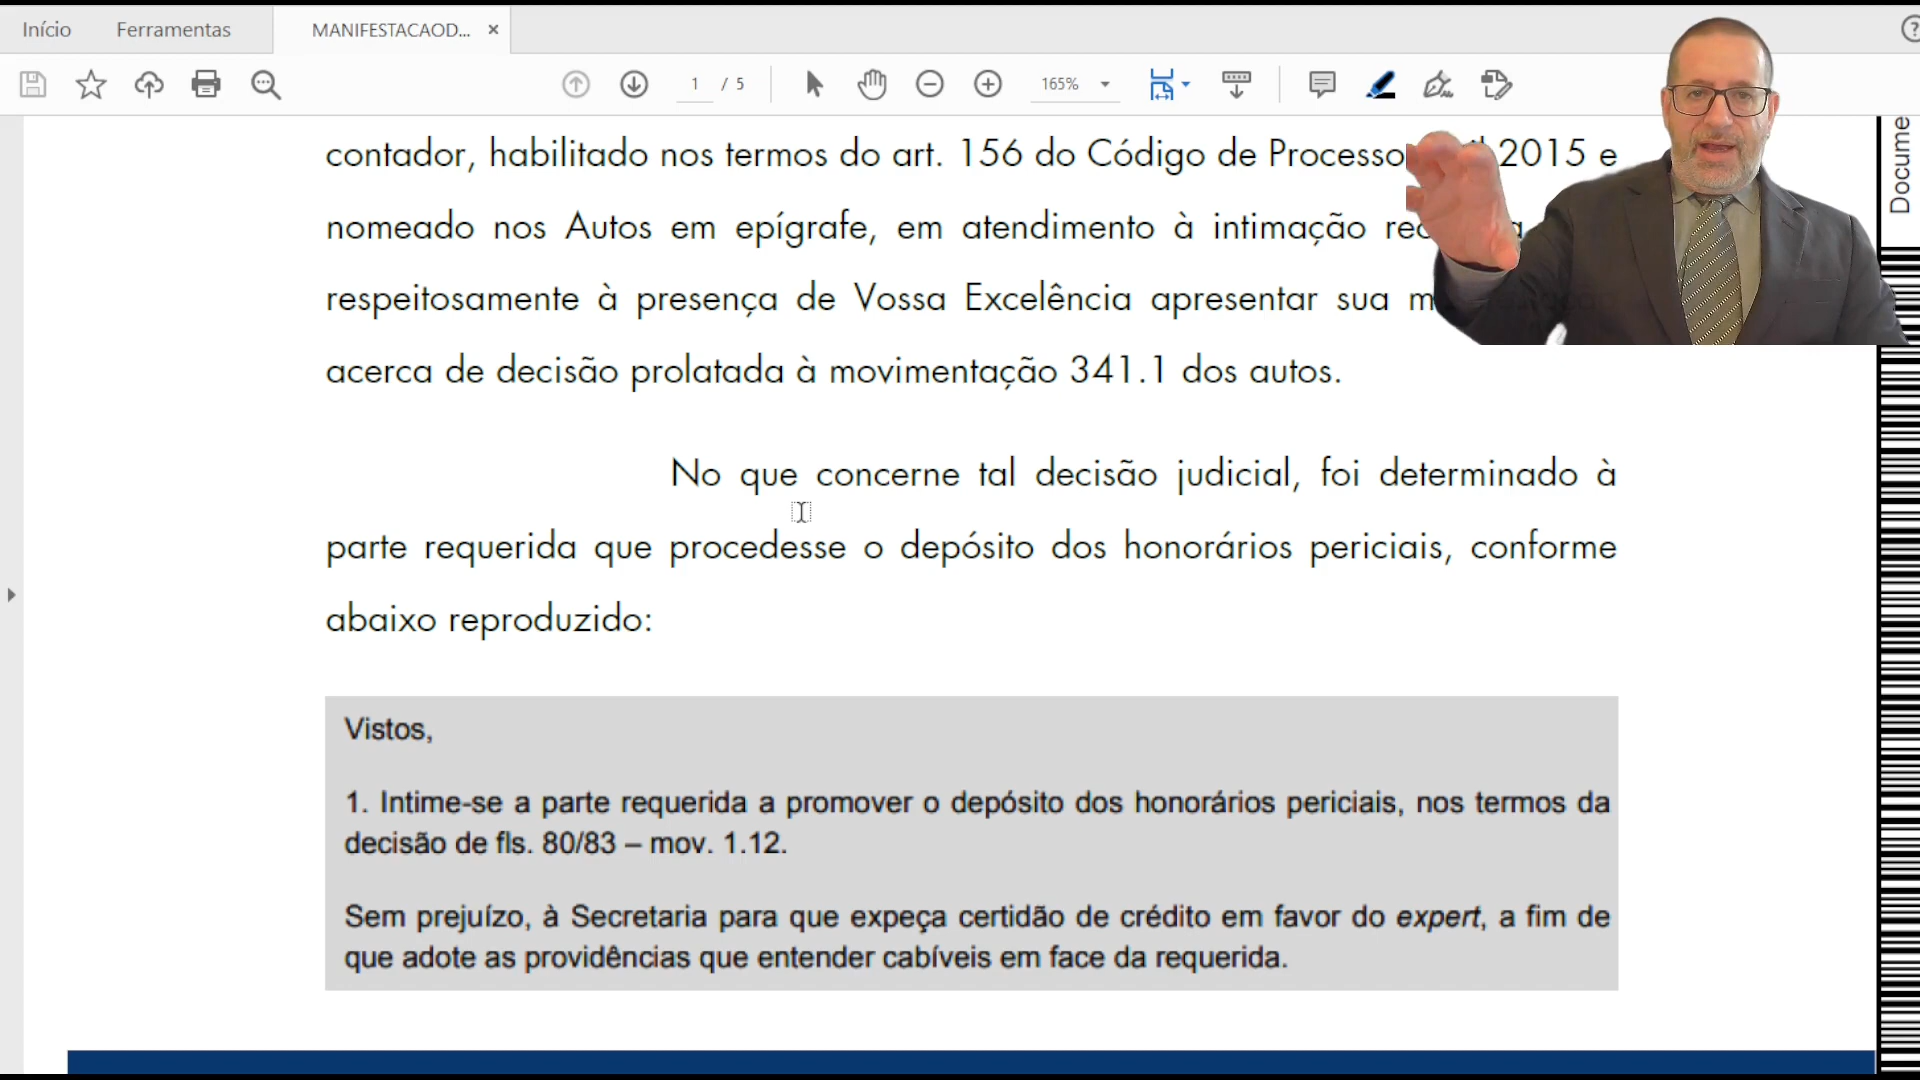 Início Ferramentas MANIFESTACAOD... ×
1 / 5 165%
contador, habilitado nos termos do art. 156 do Código de Processo 2015 e
nomeado nos Autos em epígrafe, em atendimento à intimação
respeitosamente à presença de Vossa Excelência apresentar sua
acerca de decisão prolatada à movimentação 341.1 dos autos.
No que concerne tal decisão judicial, foi determinado à
parte requerida que procedesse o depósito dos honorários periciais, conforme
abaixo reproduzido:
Vistos,
1. Intime-se a parte requerida a promover o depósito dos honorários periciais, nos termos da
decisão de fls. 80/83 – mov. 1.12.
Sem prejuízo, à Secretaria para que expeça certidão de crédito em favor do expert, a fim de
que adote as providências que entender cabíveis em face da requerida.
Docume